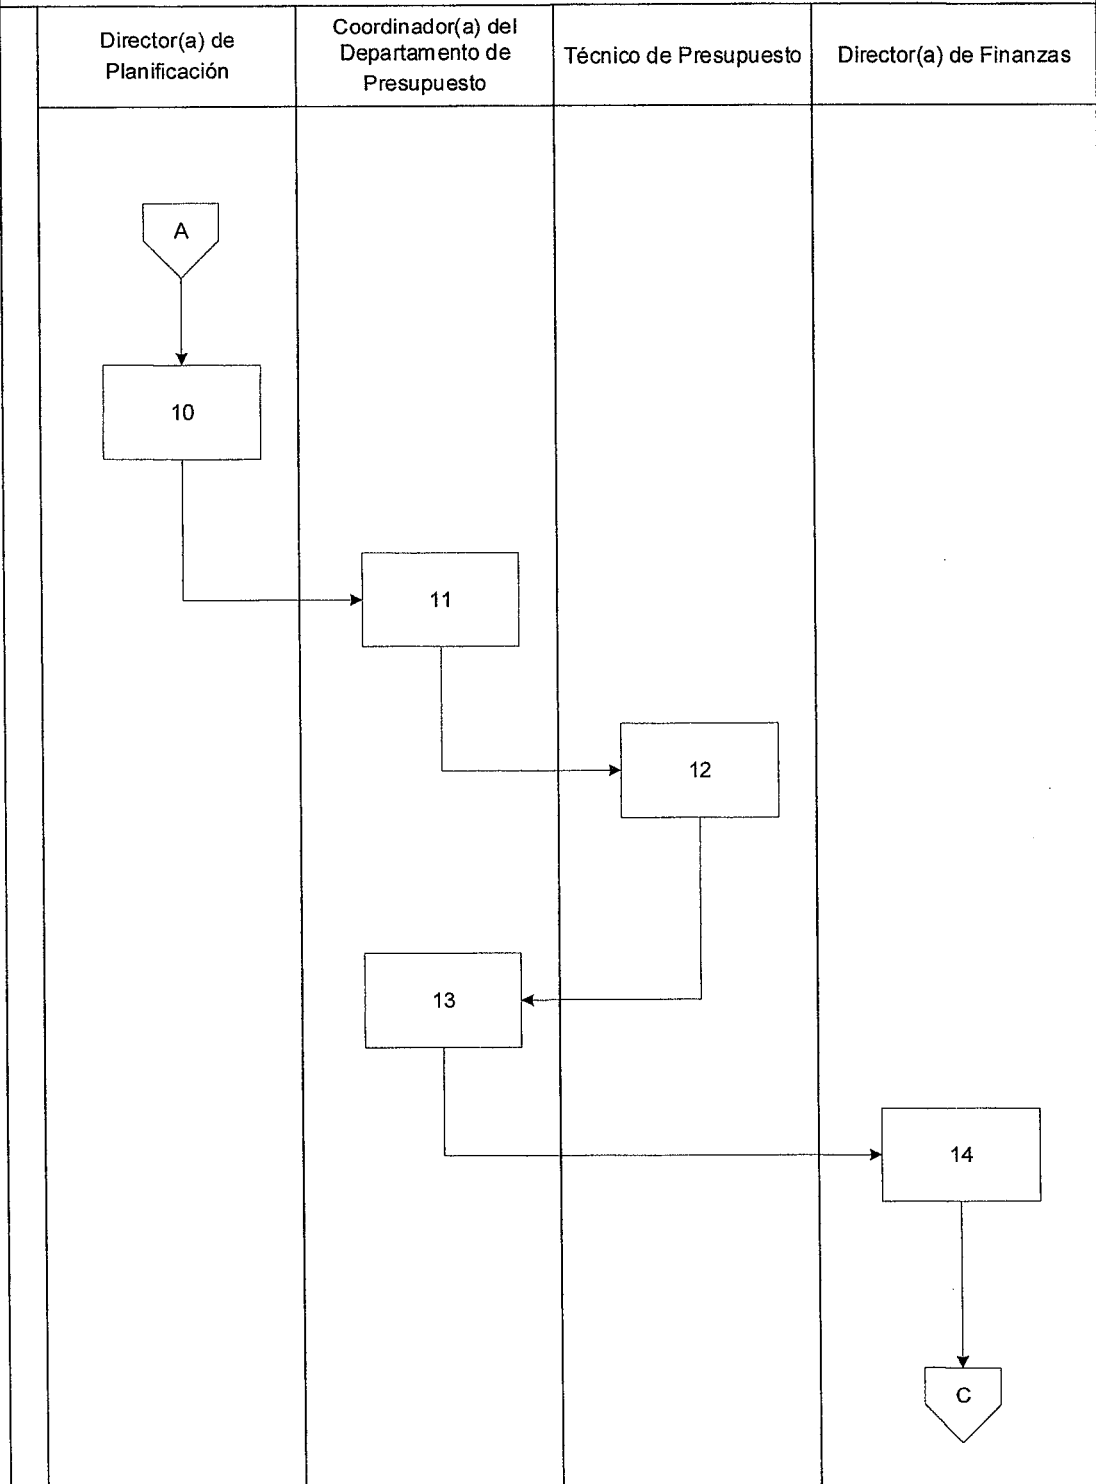 Director(a) de
Planificación
Coordinador(a) del
Departamento de
Presupuesto
Técnico de Presupuesto
Director(a) de Finanzas
A
10
11
12
13
14
C